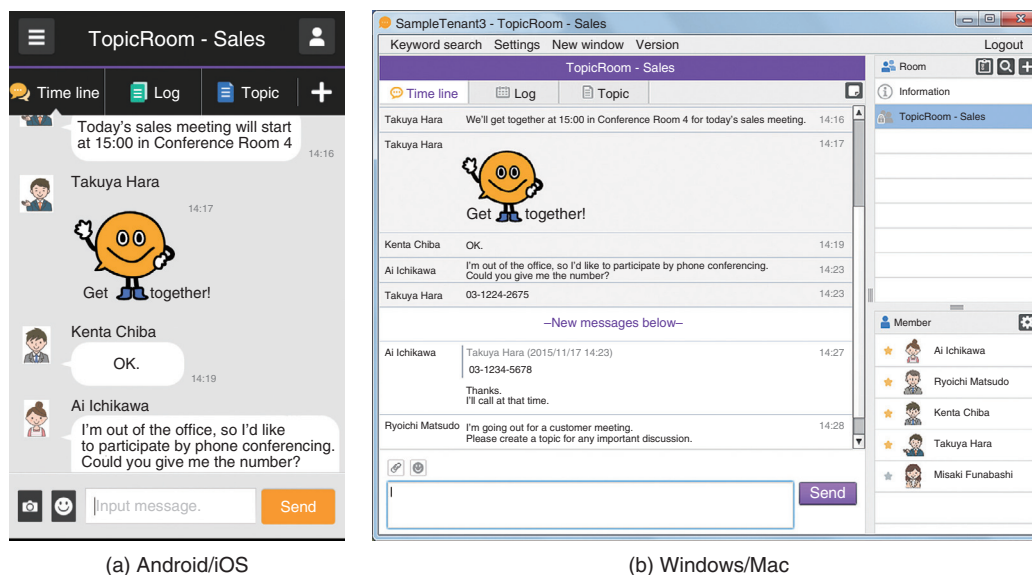 TopicRoom - Sales
Time line
Log
Topic
Today's sales meeting will start
at 15:00 in Conference Room 4
14:16
Takuya Hara
14:17
Get together!
Kenta Chiba
OK.
14:19
Ai Ichikawa
I'm out of the office, so I'd like
to participate by phone conferencing.
Could you give me the number?
Input message.
Send
(a) Android/iOS
SampleTenant3 - TopicRoom - Sales
Keyword search Settings New window Version Logout
TopicRoom - Sales
Time line
Log
Topic
Takuya Hara We'll get together at 15:00 in Conference Room 4 for today's sales meeting. 14:16
Takuya Hara 14:17
Get together!
Kenta Chiba OK. 14:19
Ai Ichikawa I'm out of the office, so I'd like to participate by phone conferencing. 14:23
Could you give me the number?
Takuya Hara 03-1224-2675 14:23
–New messages below–
Ai Ichikawa Takuya Hara (2015/11/17 14:23) 14:27
03-1234-5678
Thanks.
I'll call at that time.
Ryoichi Matsudo I'm going out for a customer meeting. 14:28
Please create a topic for any important discussion.
Send
Room
Information
TopicRoom - Sales
Member
Ai Ichikawa
Ryoichi Matsudo
Kenta Chiba
Takuya Hara
Misaki Funabashi
(b) Windows/Mac